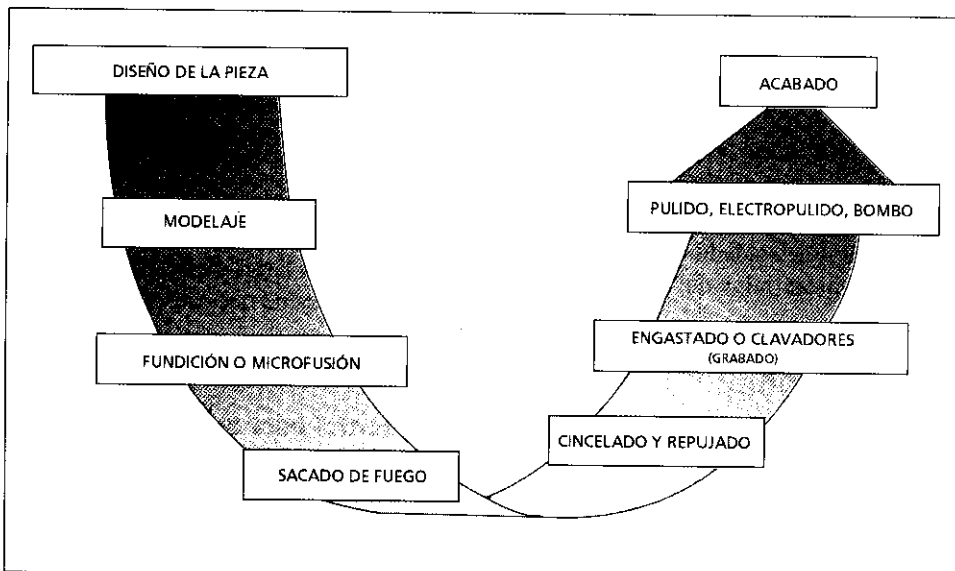 DISEÑO DE LA PIEZA
MODELAJE
FUNDICIÓN O MICROFUSIÓN
SACADO DE FUEGO
CINCELADO Y REPUJADO
ENGASTADO O CLAVADORES
(GRABADO)
PULIDO, ELECTROPULIDO, BOMBO
ACABADO